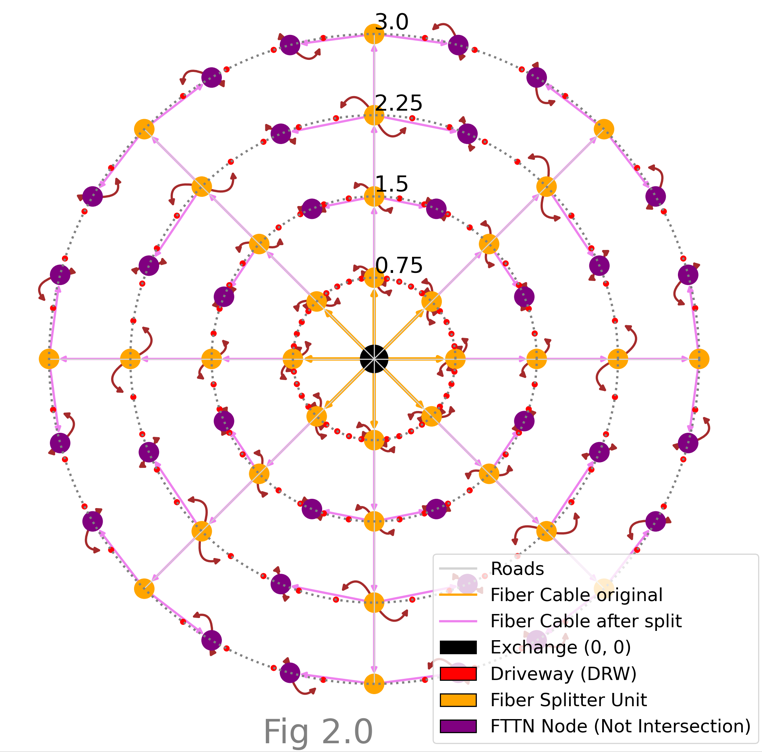 3.0
2.25
1.5
0.75
Roads
Fiber Cable original
Fiber Cable after split
Exchange (0, 0)
Driveway (DRW)
Fiber Splitter Unit
FTTN Node (Not Intersection)
Fig 2.0